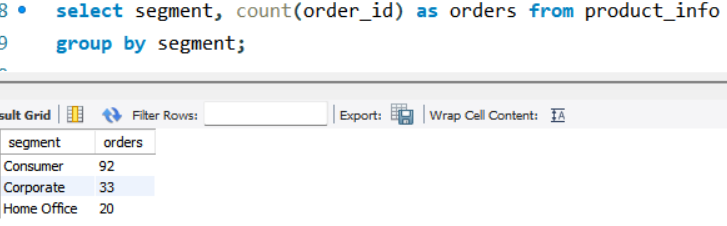 8 select segment, count(order_id) as orders from product_info
9 group by segment;
sult Grid Filter Rows: Export: Wrap Cell Content: IA
segment orders
Consumer 92
Corporate 33
Home Office 20